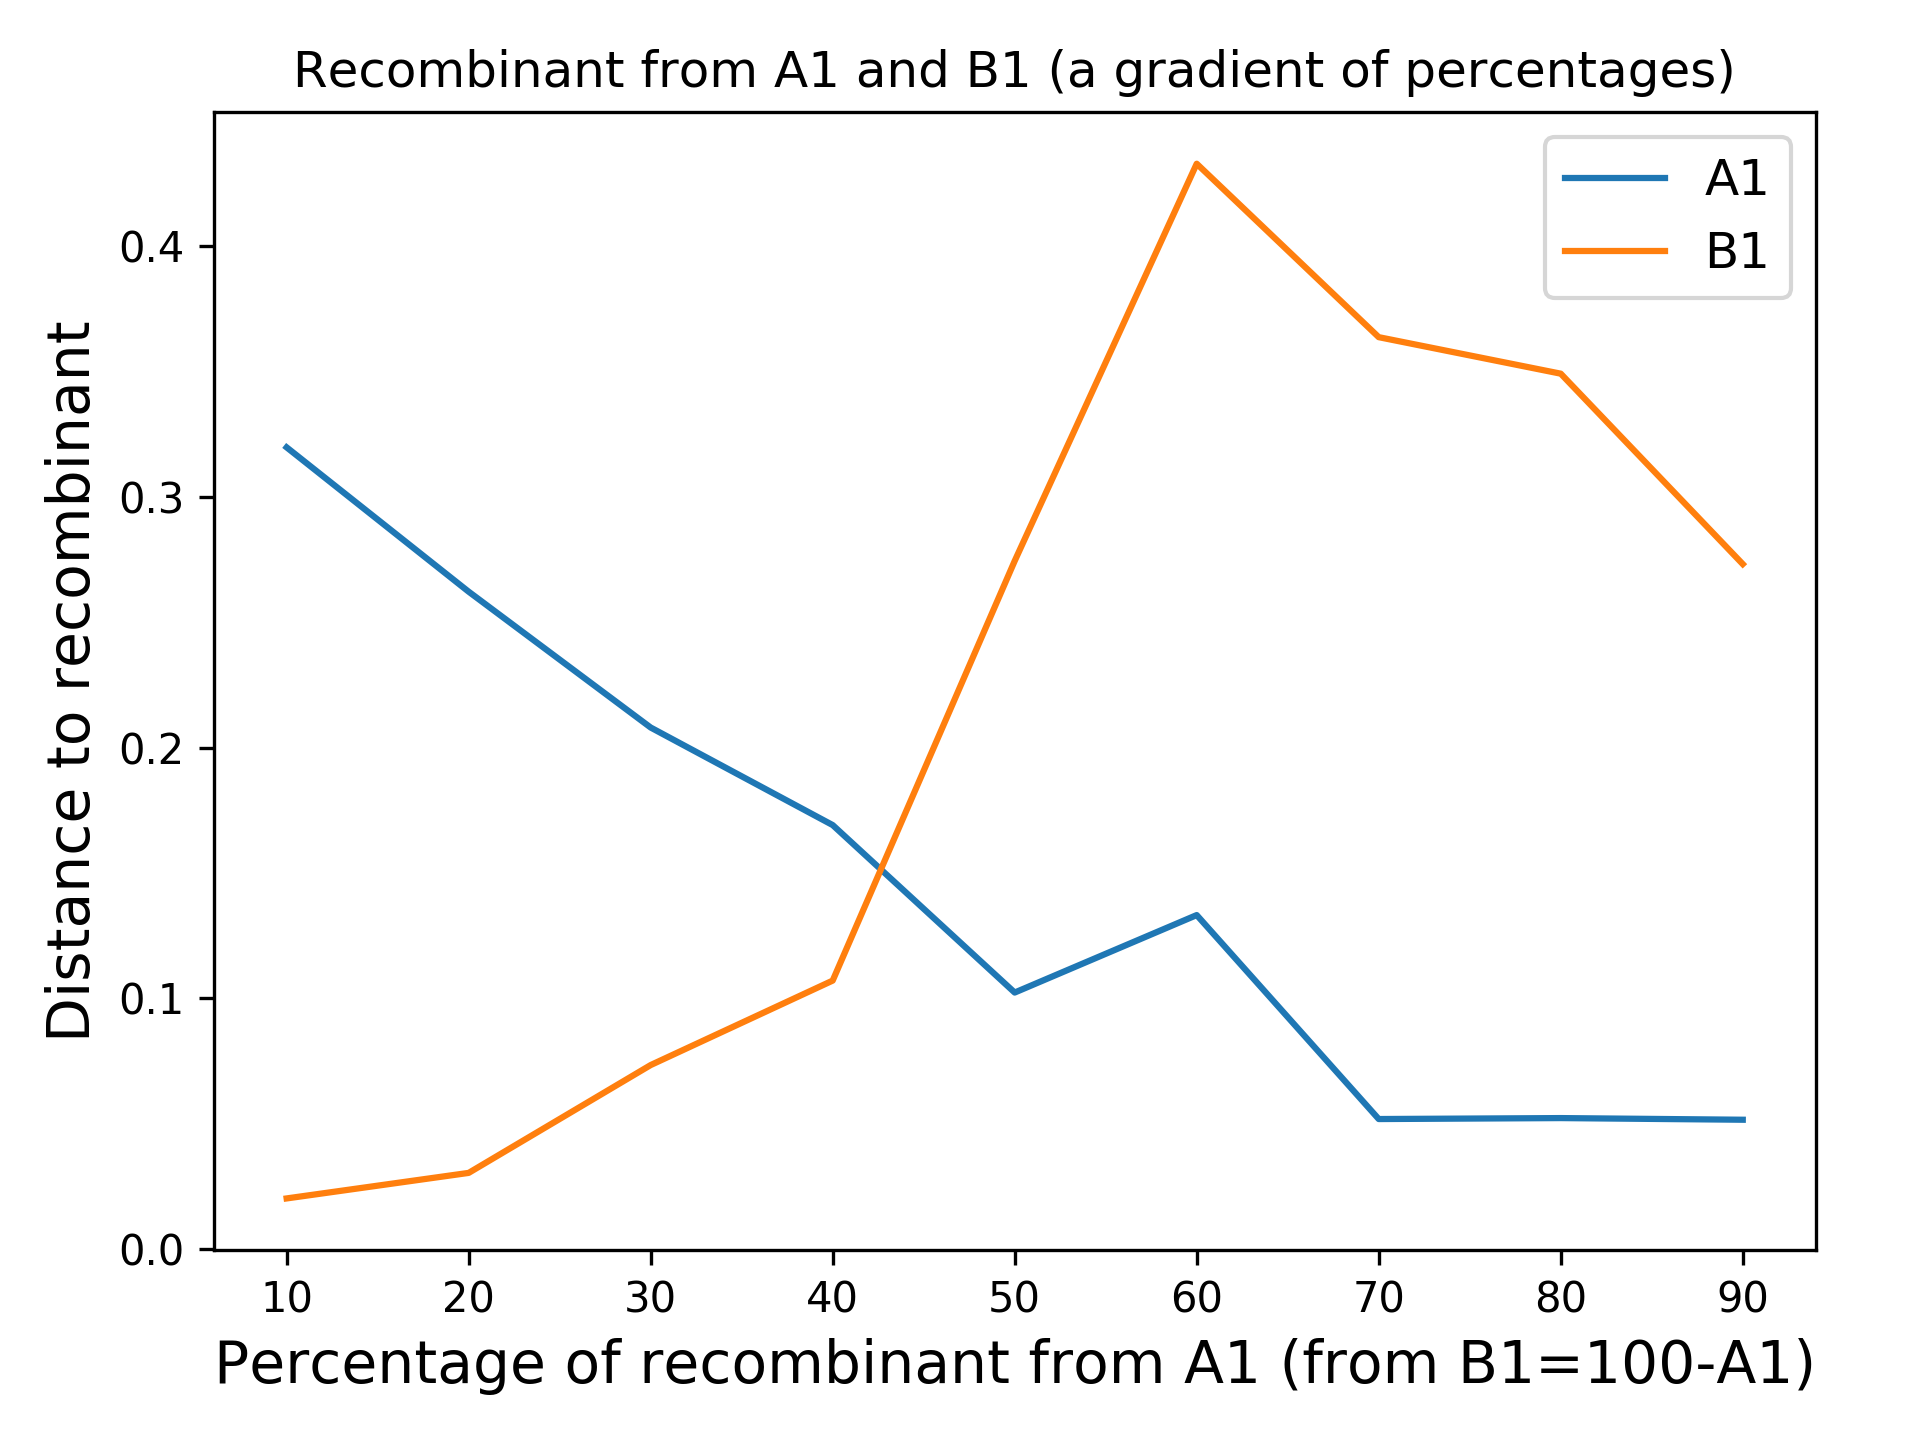 Recombinant from A1 and B1 (a gradient of percentages)
A1
B1
Distance to recombinant
0.4
0.3
0.2
0.1
0.0
10 20 30 40 50 60 70 80 90
Percentage of recombinant from A1 (from B1=100-A1)